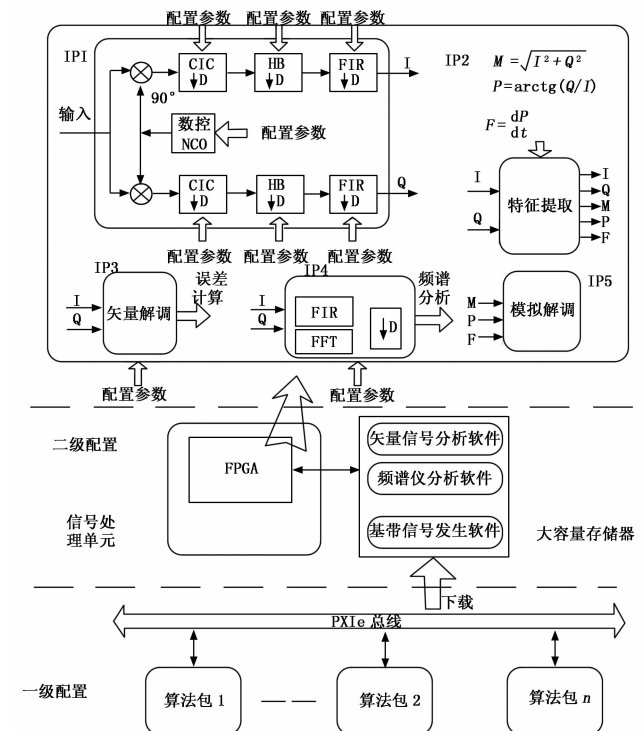 配置参数 配置参数 配置参数
IP1
CIC HB FIR I
↓D ↓D ↓D
IP2
M=√I²+Q²
P=arctg(Q/I)
F=dP/dt
90°
输入
数控
NCO
配置参数
CIC HB FIR Q
↓D ↓D ↓D
配置参数 配置参数 配置参数
I
Q
特征提取
I
Q
M
P
F
IP3
I
Q
矢量解调
误差
计算
配置参数
IP4
I
Q
FIR
FFT
↓D
频谱
分析
配置参数
IP5
M
P
F
模拟解调
二级配置
FPGA
信号处
理单元
矢量信号分析软件
频谱仪分析软件
基带信号发生软件
大容量存储器
下载
PXIe总线
一级配置
算法包1
算法包2
算法包n